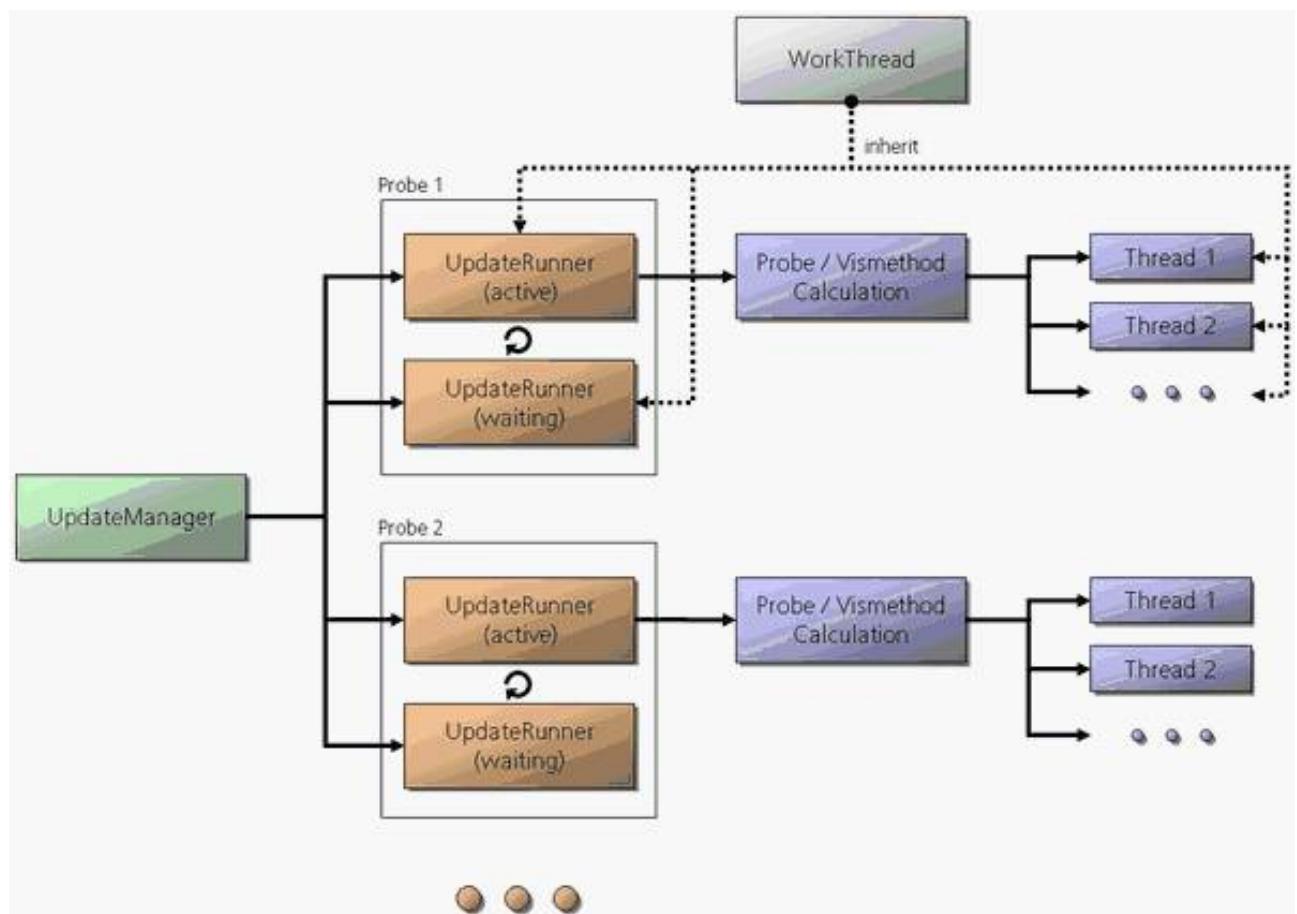 WorkThread
inherit
Probe 1
UpdateRunner
(active)
Probe / Vismethod
Calculation
Thread 1
Thread 2
UpdateRunner
(waiting)
UpdateManager
Probe 2
UpdateRunner
(active)
Probe / Vismethod
Calculation
Thread 1
Thread 2
UpdateRunner
(waiting)